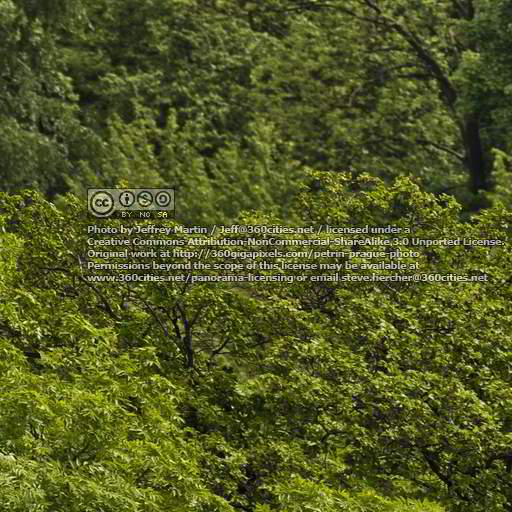 cc
BY NO SA
Photo by Jeffrey Martin / Jeff@360cities.net / licensed under a
Creative Commons Attribution-NonCommercial-ShareAlike 3.0 Unported License.
Original work at http://360gigapixels.com/petrin-prague-photo
Permissions beyond the scope of this license may be available at
www.360cities.net/panorama-licensing or email steve.hercher@360cities.net